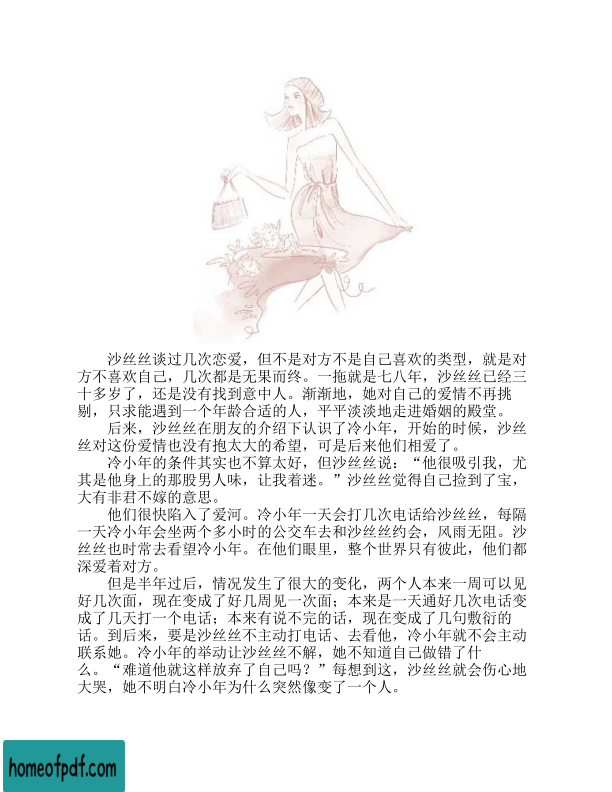 沙丝丝谈过几次恋爱，但不是对方不是自己喜欢的类型，就是对
方不喜欢自己，几次都是无果而终。一拖就是七八年，沙丝丝已经三
十多岁了，还是没有找到意中人。渐渐地，她对自己的爱情不再挑
剔，只求能遇到一个年龄合适的人，平平淡淡地走进婚姻的殿堂。
后来，沙丝丝在朋友的介绍下认识了冷小年，开始的时候，沙丝
丝对这份爱情也没有抱太大的希望，可是后来他们相爱了。
冷小年的条件其实也不算太好，但沙丝丝说：“他很吸引我，尤
其是他身上的那股男人味，让我着迷。”沙丝丝觉得自己捡到了宝，
大有非君不嫁的意思。
他们很快陷入了爱河。冷小年一天会打几次电话给沙丝丝，每隔
一天冷小年会坐两个多小时的公交车去和沙丝丝约会，风雨无阻。沙
丝丝也时常去看望冷小年。在他们眼里，整个世界只有彼此，他们都
深爱着对方。
但是半年过后，情况发生了很大的变化，两个人本来一周可以见
好几次面，现在变成了好几周见一次面；本来是一天通好几次电话变
成了几天打一个电话；本来有说不完的话，现在变成了几句敷衍的
话。到后来，要是沙丝丝不主动打电话、去看他，冷小年就不会主动
联系她。冷小年的举动让沙丝丝不解，她不知道自己做错了什
么。“难道他就这样放弃了自己吗？”每想到这，沙丝丝就会伤心地
大哭，她不明白冷小年为什么突然像变了一个人。
homeofpdf.com